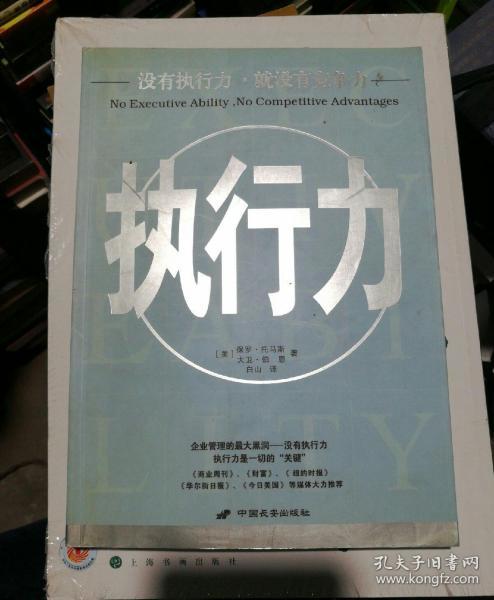 没有执行力·就没有竞争力
No Executive Ability ,No Competitive Advantages
执行力
[美] 保罗·托马斯
大卫·伯恩 著
白山 译
企业管理的最大黑洞——没有执行力
执行力是一切的“关键”
《商业周刊》、《财富》、《纽约时报》
《华尔街日报》、《今日美国》等媒体大力推荐
中国长安出版社
上海书画出版社
孔夫子旧书网
www.kongfz.com